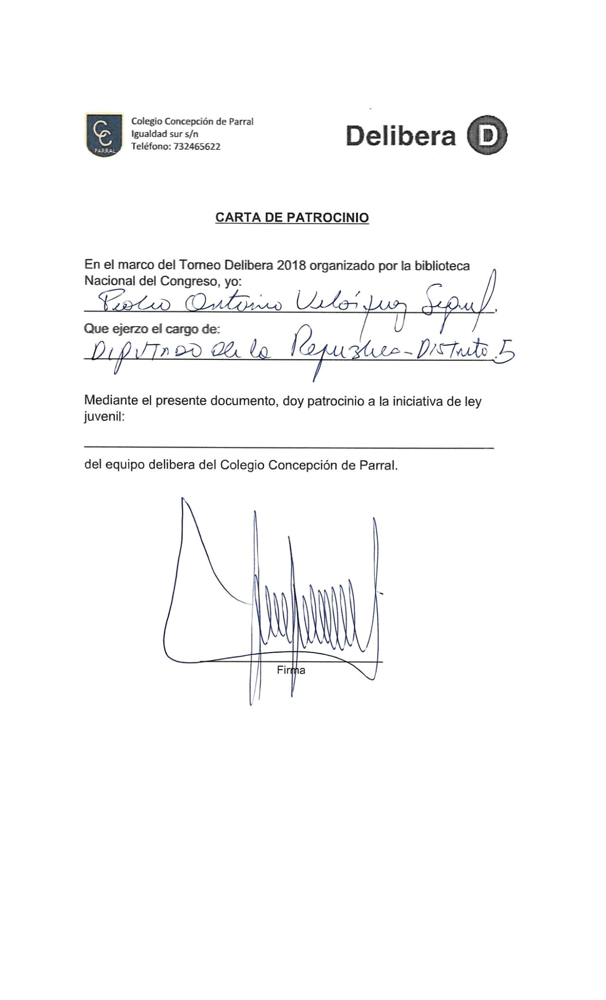 CC
PARRAL
Colegio Concepción de Parral
Igualdad sur s/n
Teléfono: 732465622
Delibera D
CARTA DE PATROCINIO
En el marco del Torneo Delibera 2018 organizado por la biblioteca
Nacional del Congreso, yo:
Pedro Antonio Velásquez
Que ejerzo el cargo de:
DIPUTADO de la República - Distrito 5
Mediante el presente documento, doy patrocinio a la iniciativa de ley
juvenil:
del equipo delibera del Colegio Concepción de Parral.
Firma